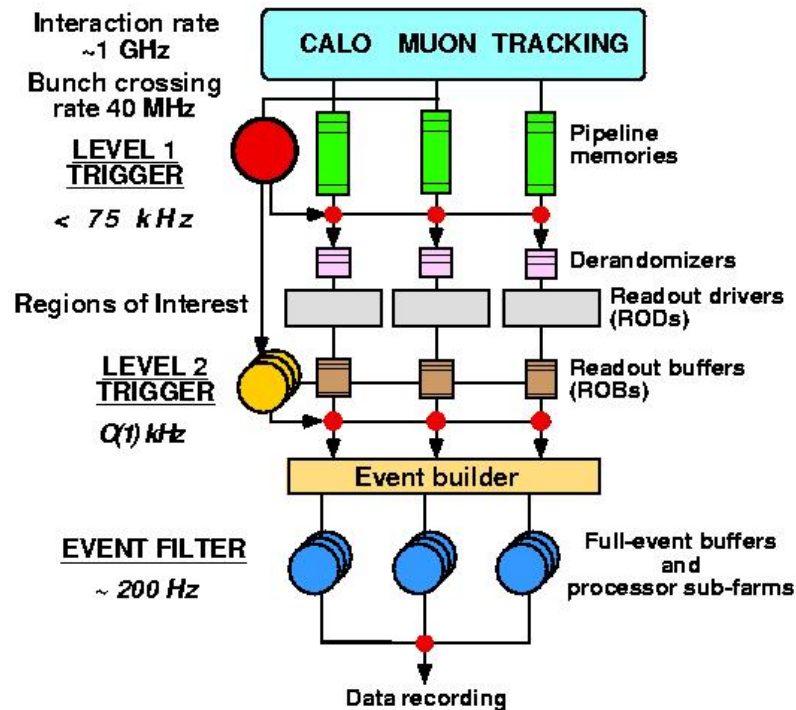 Interaction rate
~1 GHz
CALO MUON TRACKING
Bunch crossing
rate 40 MHz
LEVEL 1
TRIGGER
< 75 kHz
Pipeline
memories
Derandomizers
Regions of Interest
Readout drivers
(RODs)
LEVEL 2
TRIGGER
O(1) kHz
Readout buffers
(ROBs)
Event builder
EVENT FILTER
~ 200 Hz
Full-event buffers
and
processor sub-farms
Data recording